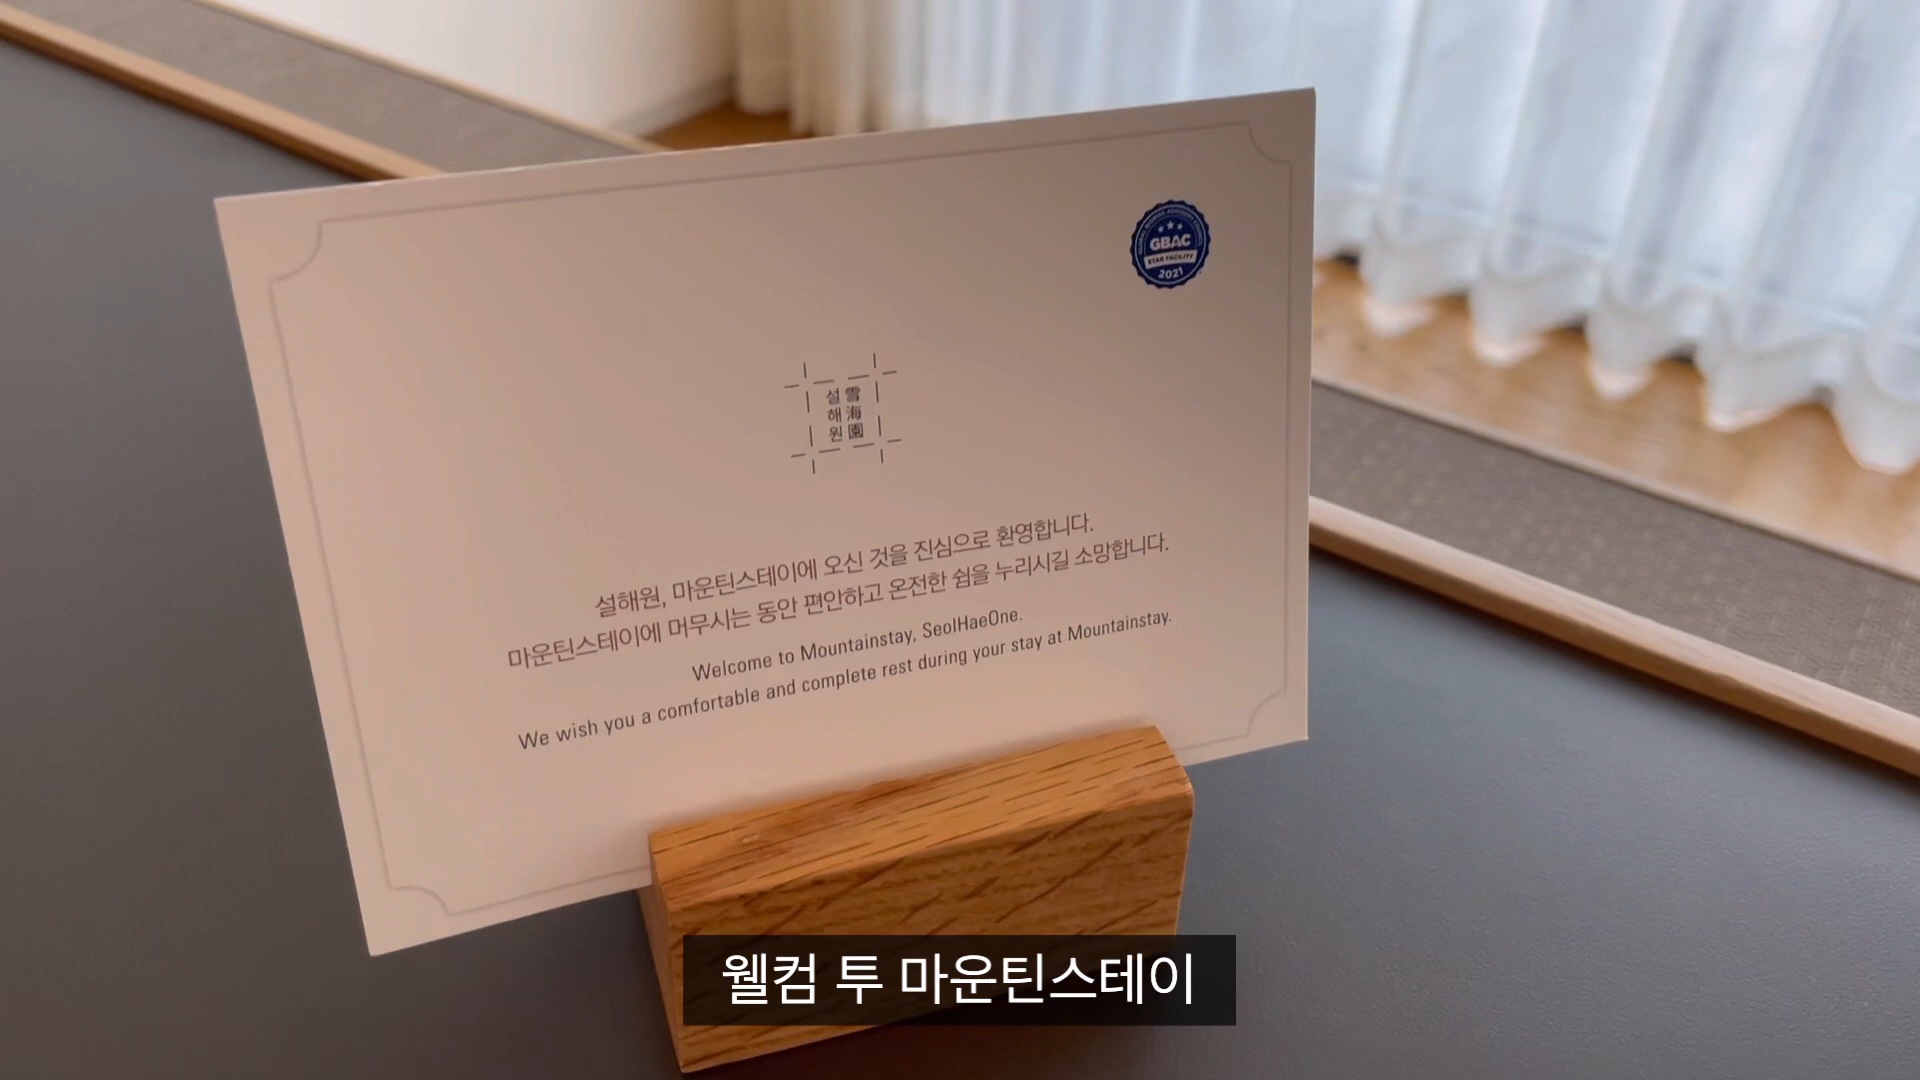 GLOBAL BIORISK ADVISORY COUNCIL
GBAC
STAR FACILITY
2021
설 雪
해 海
원 園
설해원, 마운틴스테이에 오신 것을 진심으로 환영합니다.
마운틴스테이에 머무시는 동안 편안하고 온전한 쉼을 누리시길 소망합니다.
Welcome to Mountainstay, SeolHaeOne.
We wish you a comfortable and complete rest during your stay at Mountainstay.
웰컴 투 마운틴스테이